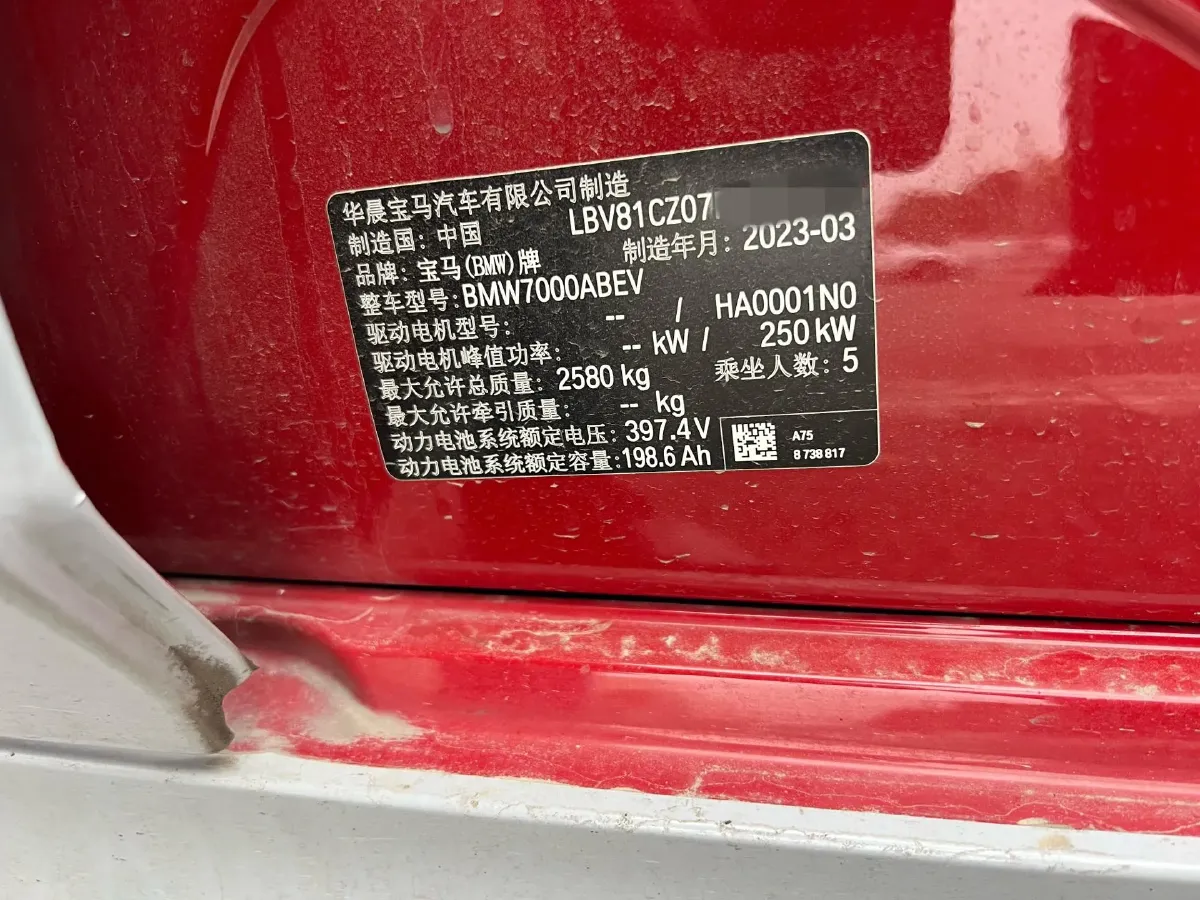 华晨宝马汽车有限公司制造
制造国：中国 LBV81CZ07
品牌：宝马(BMW)牌 制造年月：2023-03
整车型号：BMW7000ABEV
驱动电机型号： -- / HA0001N0
驱动电机峰值功率： -- kW / 250 kW
最大允许总质量：2580 kg 乘坐人数：5
最大允许牵引质量： -- kg
动力电池系统额定电压：397.4 V
动力电池系统额定容量：198.6 Ah
A75
8 738 817